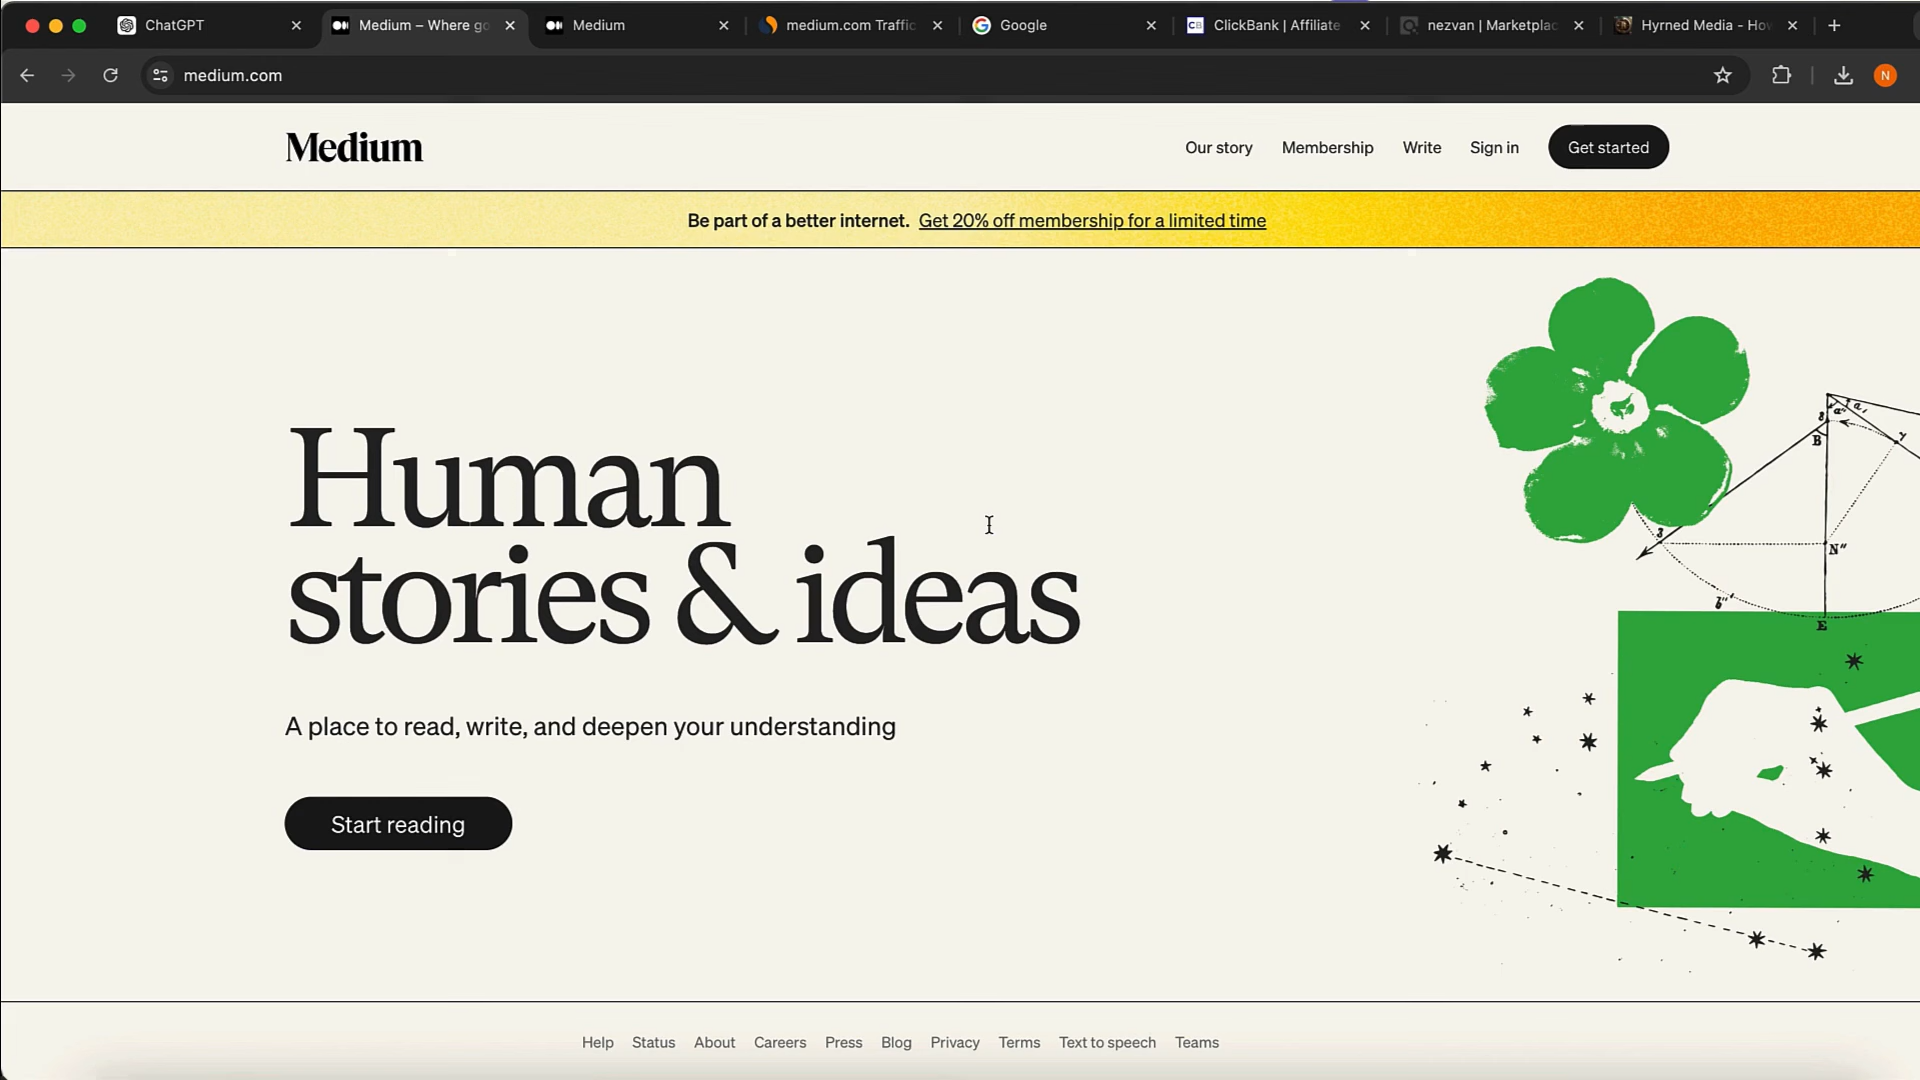 ChatGPT
Medium – Where go
Medium
medium.com Traffic
Google
CB
ClickBank | Affiliate
nezvan | Marketplac
Hyrned Media - Hov
medium.com
N
Medium
Our story
Membership
Write
Sign in
Get started
Be part of a better internet. Get 20% off membership for a limited time
Human
stories & ideas
A place to read, write, and deepen your understanding
Start reading
B
N"
E
Help
Status
About
Careers
Press
Blog
Privacy
Terms
Text to speech
Teams